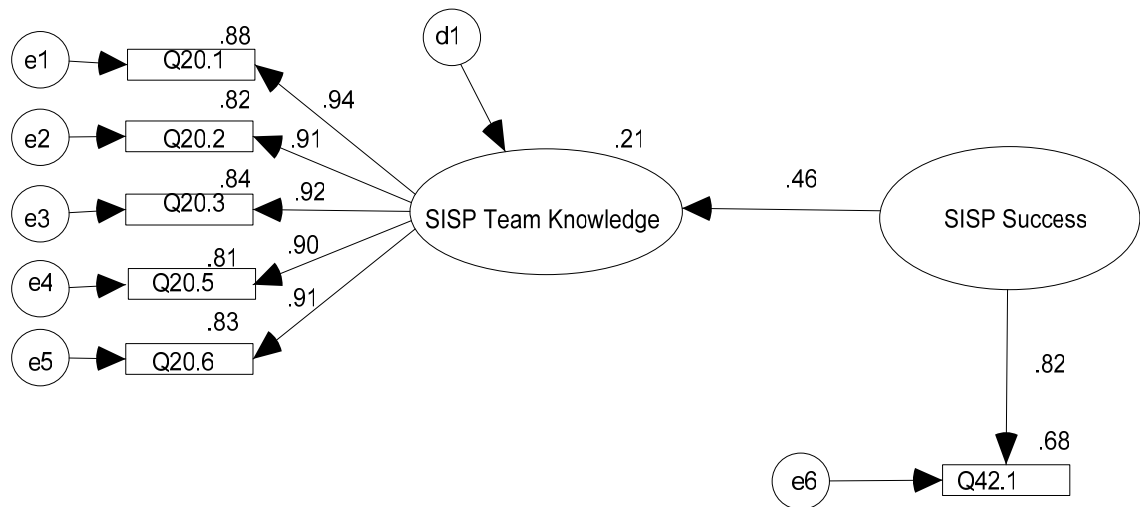 .88
e1
Q20.1
d1
.94
.82
e2
Q20.2
.91
.21
.84
e3
Q20.3
.92
SISP Team Knowledge
.46
SISP Success
.81
e4
Q20.5
.90
.83
e5
Q20.6
.91
.82
.68
e6
Q42.1